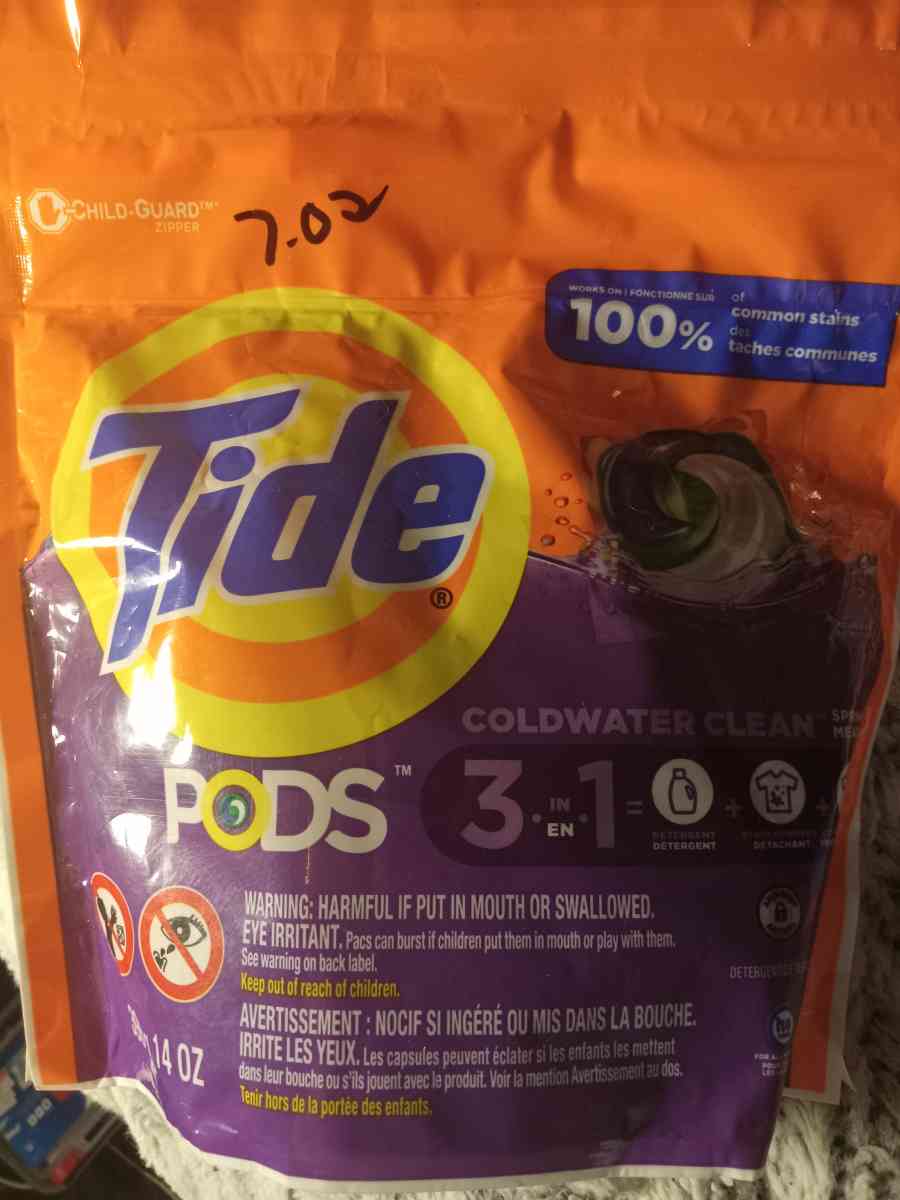 CHILD-GUARD™
ZIPPER
7.02
WORKS ON | FONCTIONNE SUR
100%
of
common stains
des
taches communes
Tide®
PODS™
COLDWATER CLEAN™
3 IN 1 =
EN
DETERGENT
DÉTERGENT
+
DÉTACHANT
+
WARNING: HARMFUL IF PUT IN MOUTH OR SWALLOWED.
EYE IRRITANT. Pacs can burst if children put them in mouth or play with them.
See warning on back label.
Keep out of reach of children.
AVERTISSEMENT : NOCIF SI INGÉRÉ OU MIS DANS LA BOUCHE.
IRRITE LES YEUX. Les capsules peuvent éclater si les enfants les mettent
dans leur bouche ou s'ils jouent avec le produit. Voir la mention Avertissement au dos.
Tenir hors de la portée des enfants.
14 OZ